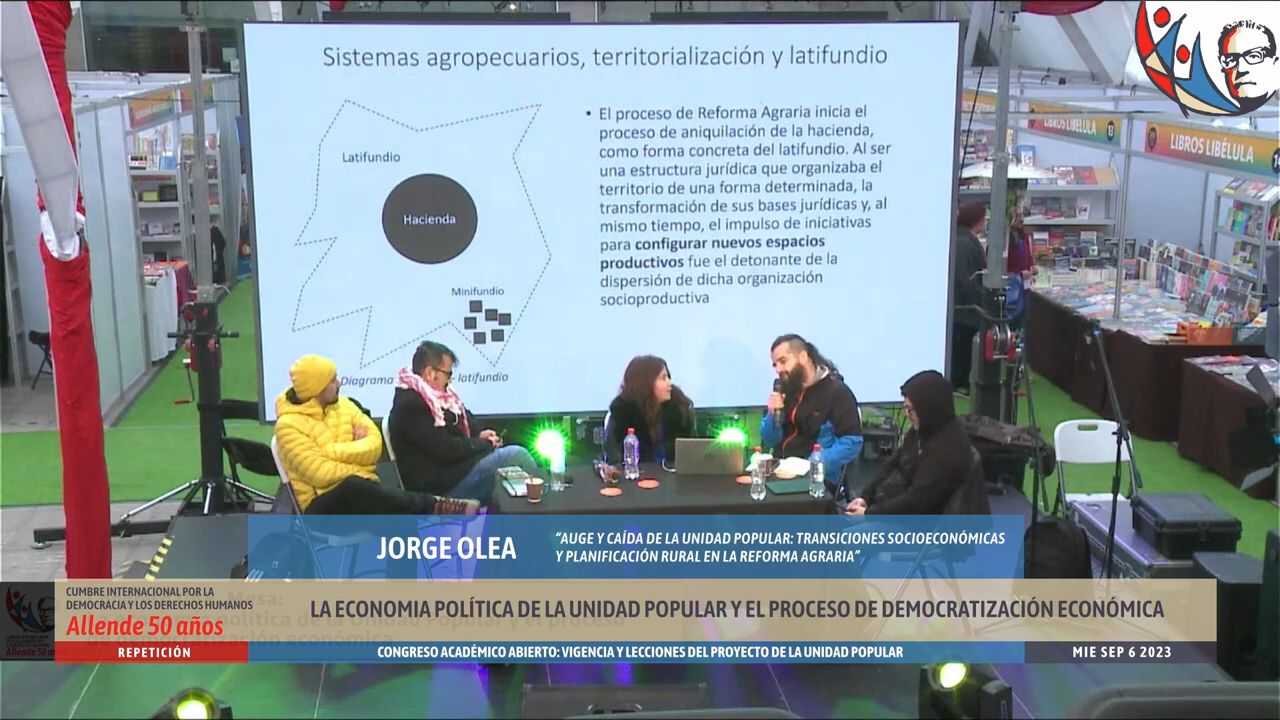 Sistemas agropecuarios, territorialización y latifundio
Latifundio
Hacienda
Minifundio
Diagrama
latifundio
• El proceso de Reforma Agraria inicia el
proceso de aniquilación de la hacienda,
como forma concreta del latifundio. Al ser
una estructura jurídica que organizaba el
territorio de una forma determinada, la
transformación de sus bases jurídicas y, al
mismo tiempo, el impulso de iniciativas
para configurar nuevos espacios
productivos fue el detonante de la
dispersión de dicha organización
socioproductiva
LIBROS LIBÉLULA
LIBROS LIBÉLULA
JORGE OLEA
“AUGE Y CAÍDA DE LA UNIDAD POPULAR: TRANSICIONES SOCIOECONÓMICAS
Y PLANIFICACIÓN RURAL EN LA REFORMA AGRARIA”
CUMBRE INTERNACIONAL POR LA
DEMOCRACIA Y LOS DERECHOS HUMANOS
Allende 50 años
LA ECONOMIA POLÍTICA DE LA UNIDAD POPULAR Y EL PROCESO DE DEMOCRATIZACIÓN ECONÓMICA
REPETICIÓN
CONGRESO ACADÉMICO ABIERTO: VIGENCIA Y LECCIONES DEL PROYECTO DE LA UNIDAD POPULAR
MIE SEP 6 2023